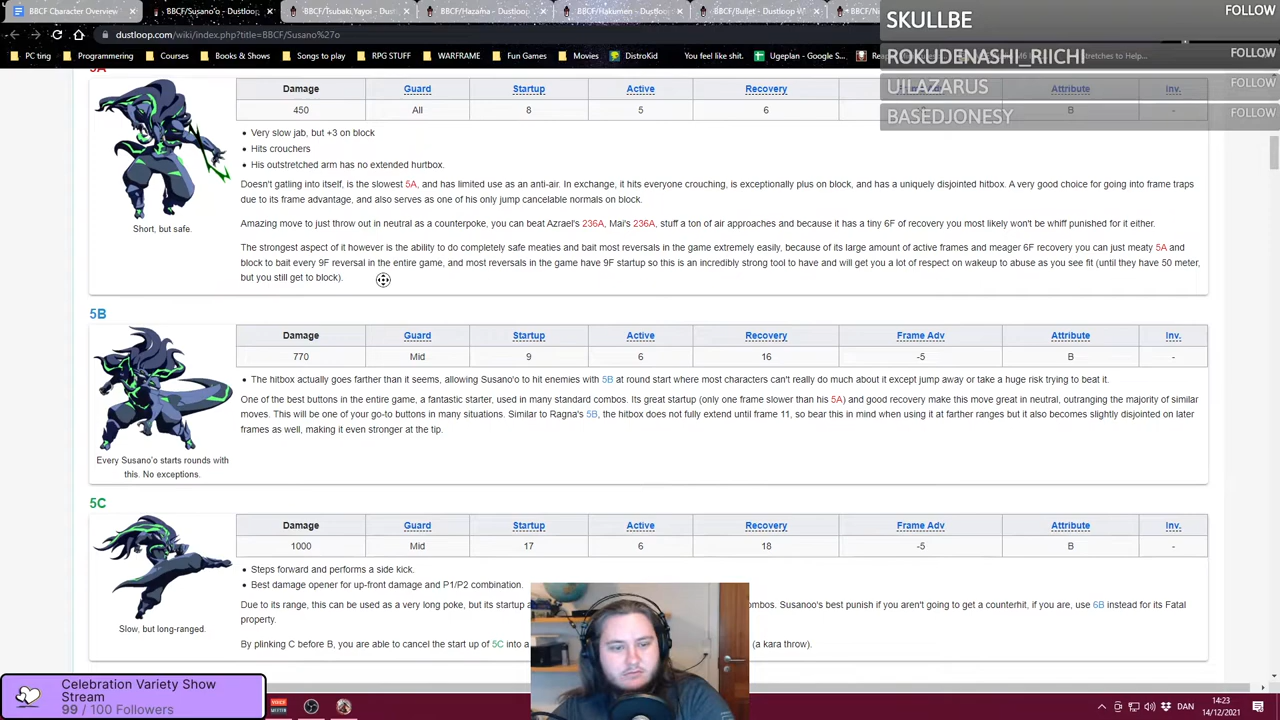 BBCF Character Overview
BBCF/Susano'o - Dustloop
BBCF/Tsubaki_Yayoi - Dus
BBCF/Hazama - Dustloop
BBCF/Hakumen - Dustloo
BBCF/Bullet - Dustloop W
SKULLBE FOLLOW
dustloop.com/wiki/index.php?title=BBCF/Susano%27o
PC ting Programmering Courses Books & Shows Songs to play RPG STUFF WARFRAME Fun Games Movies DistroKid You feel like shit. Ugeplan - Google S
ROKUDENASHI_RIICHI FOLLOW
UILAZARUS FOLLOW
BASEDJONESY FOLLOW
5A
Damage Guard Startup Active Recovery
450 All 8 5 6 B -
Attribute Inv.
• Very slow jab, but +3 on block
• Hits crouchers
• His outstretched arm has no extended hurtbox.
Doesn't gatling into itself, is the slowest 5A, and has limited use as an anti-air. In exchange, it hits everyone crouching, is exceptionally plus on block, and has a uniquely disjointed hitbox. A very good choice for going into frame traps
due to its frame advantage, and also serves as one of his only jump cancelable normals on block.
Short, but safe.
Amazing move to just throw out in neutral as a counterpoke, you can beat Azrael's 236A, Mai's 236A, stuff a ton of air approaches and because it has a tiny 6F of recovery you most likely won't be whiff punished for it either.
The strongest aspect of it however is the ability to do completely safe meaties and bait most reversals in the game extremely easily, because of its large amount of active frames and meager 6F recovery you can just meaty 5A and
block to bait every 9F reversal in the entire game, and most reversals in the game have 9F startup so this is an incredibly strong tool to have and will get you a lot of respect on wakeup to abuse as you see fit (until they have 50 meter,
but you still get to block).
5B
Damage Guard Startup Active Recovery Frame Adv Attribute Inv.
770 Mid 9 6 16 -5 B -
• The hitbox actually goes farther than it seems, allowing Susano'o to hit enemies with 5B at round start where most characters can't really do much about it except jump away or take a huge risk trying to beat it.
One of the best buttons in the entire game, a fantastic starter, used in many standard combos. Its great startup (only one frame slower than his 5A) and good recovery make this move great in neutral, outranging the majority of similar
moves. This will be one of your go-to buttons in many situations. Similar to Ragna's 5B, the hitbox does not fully extend until frame 11, so bear this in mind when using it at farther ranges but it also becomes slightly disjointed on later
frames as well, making it even stronger at the tip.
Every Susano'o starts rounds with
this. No exceptions.
5C
Damage Guard Startup Active Recovery Frame Adv Attribute Inv.
1000 Mid 17 6 18 -5 B -
• Steps forward and performs a side kick.
• Best damage opener for up-front damage and P1/P2 combination.
Due to its range, this can be used as a very long poke, but its startup a ombos. Susanoo's best punish if you aren't going to get a counterhit, if you are, use 6B instead for its Fatal
property.
Slow, but long-ranged.
By plinking C before B, you are able to cancel the start up of 5C into a (a kara throw).
Celebration Variety Show
Stream
99 / 100 Followers
DAN
14:23
14/12/2021